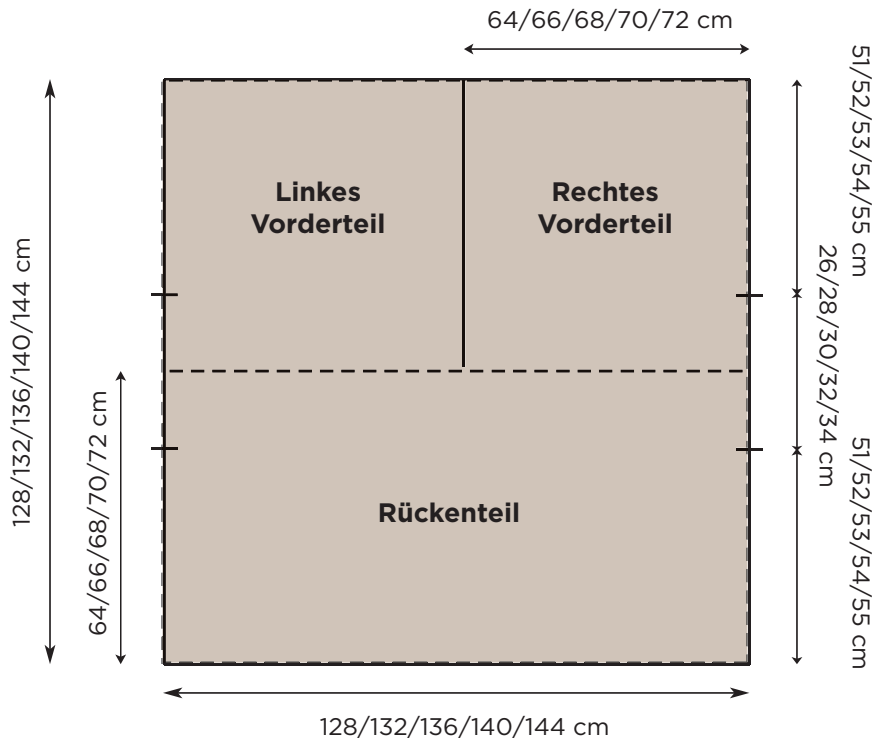 64/66/68/70/72 cm
51/52/53/54/55 cm
Linkes
Vorderteil
Rechtes
Vorderteil
128/132/136/140/144 cm
26/28/30/32/34 cm
64/66/68/70/72 cm
51/52/53/54/55 cm
Rückenteil
128/132/136/140/144 cm